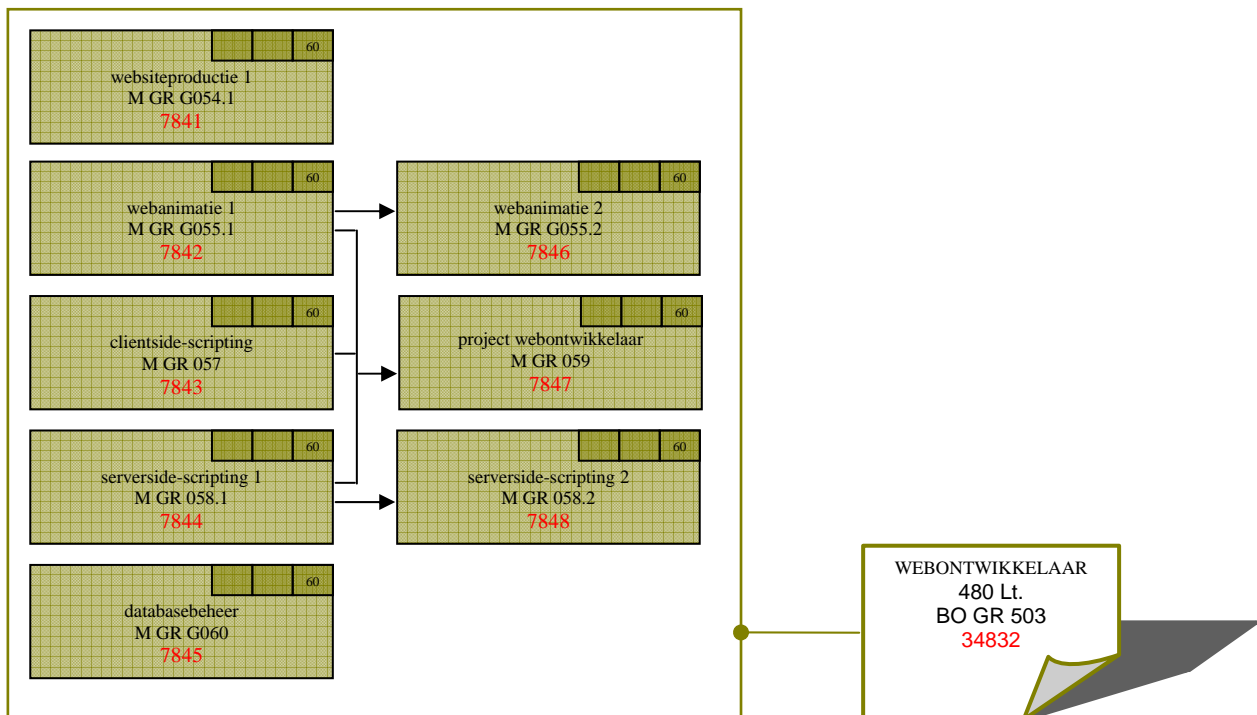 60
websiteproductie 1
M GR G054.1
7841
60
webanimatie 1
M GR G055.1
7842
60
webanimatie 2
M GR G055.2
7846
60
clientside-scripting
M GR 057
7843
60
project webontwikkelaar
M GR 059
7847
60
serverside-scripting 1
M GR 058.1
7844
60
serverside-scripting 2
M GR 058.2
7848
60
databasebeheer
M GR G060
7845
WEBONTWIKKELAAR
480 Lt.
BO GR 503
34832